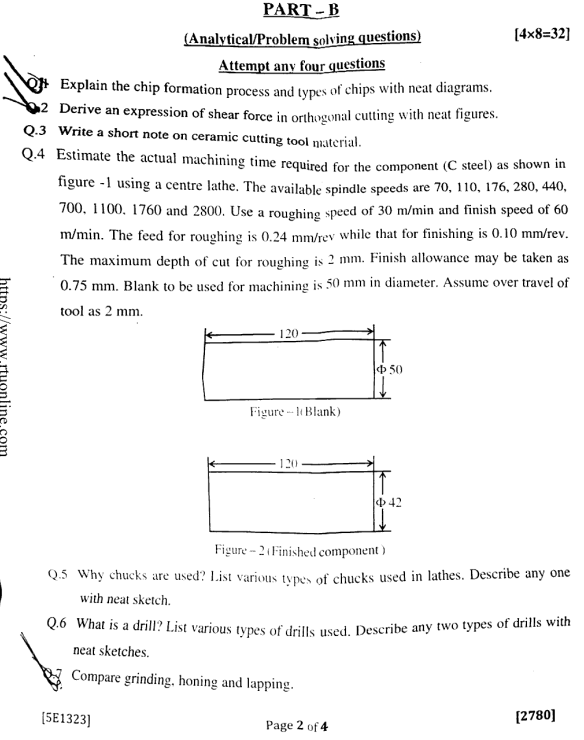 PART – B
(Analytical/Problem solving questions) [4×8=32]
Attempt any four questions
Q.1 Explain the chip formation process and types of chips with neat diagrams.
Q.2 Derive an expression of shear force in orthogonal cutting with neat figures.
Q.3 Write a short note on ceramic cutting tool material.
Q.4 Estimate the actual machining time required for the component (C steel) as shown in
figure -1 using a centre lathe. The available spindle speeds are 70, 110, 176, 280, 440,
700, 1100, 1760 and 2800. Use a roughing speed of 30 m/min and finish speed of 60
m/min. The feed for roughing is 0.24 mm/rev while that for finishing is 0.10 mm/rev.
The maximum depth of cut for roughing is 2 mm. Finish allowance may be taken as
0.75 mm. Blank to be used for machining is 50 mm in diameter. Assume over travel of
tool as 2 mm.
120
Φ 50
Figure – 1(Blank)
120
Φ 42
Figure – 2 (Finished component )
Q.5 Why chucks are used? List various types of chucks used in lathes. Describe any one
with neat sketch.
Q.6 What is a drill? List various types of drills used. Describe any two types of drills with
neat sketches.
Q.7 Compare grinding, honing and lapping.
[5E1323] Page 2 of 4 [2780]
https://www.rtuonline.com